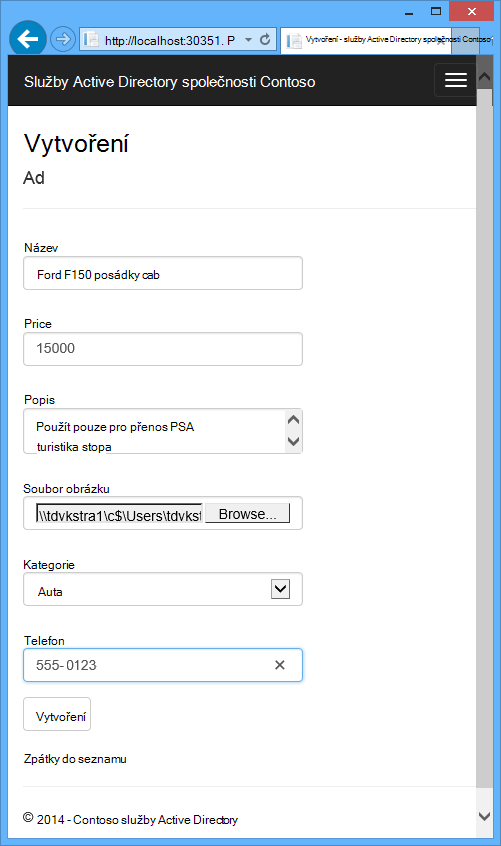 http://localhost:30351. P
Vytvoření - služby Active Directory společnosti Contoso
Služby Active Directory společnosti Contoso
Vytvoření
Ad
Název
Ford F150 posádky cab
Price
15000
Popis
Použít pouze pro přenos PSA
turistika stopa
Soubor obrázku
\\tdvkstra1\c$\Users\tdvkst
Browse...
Kategorie
Auta
Telefon
555-0123
Vytvoření
Zpátky do seznamu
© 2014 - Contoso služby Active Directory